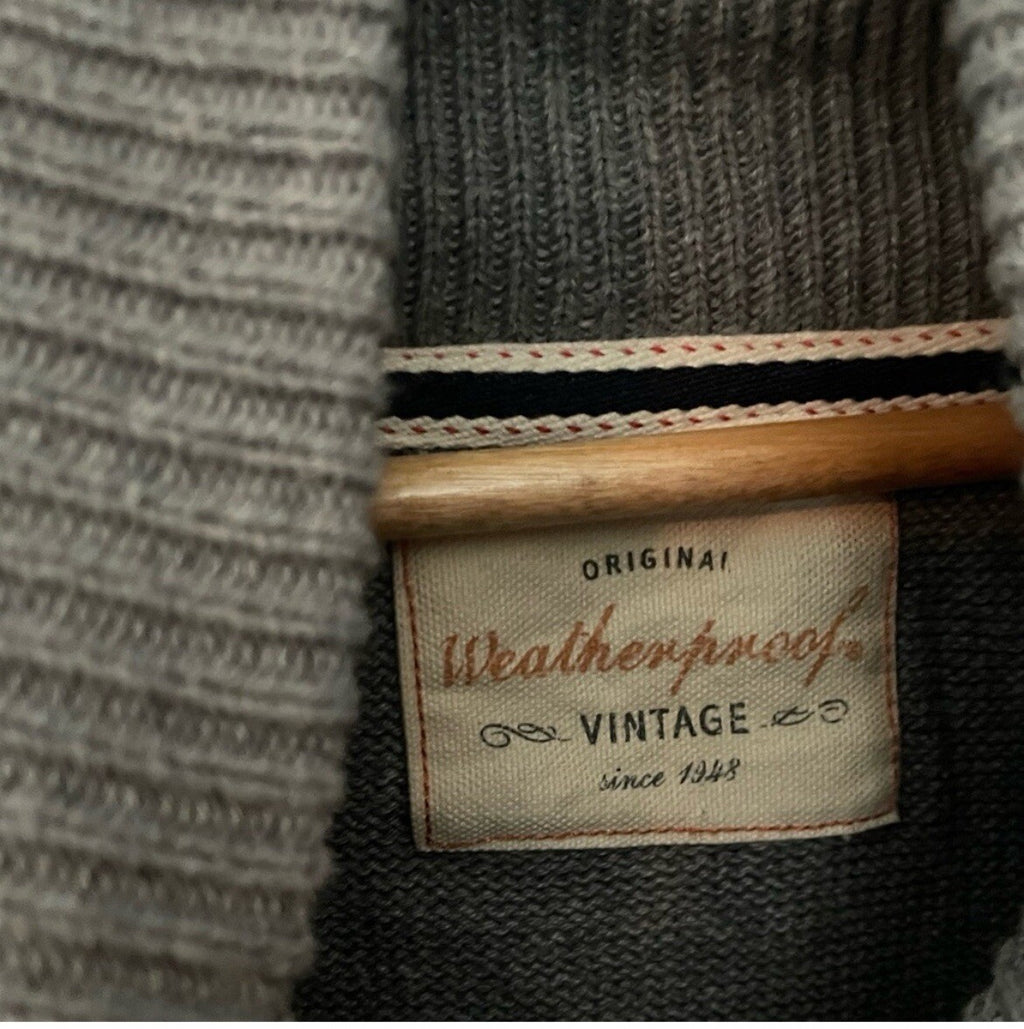 ORIGINAL
Weatherproof®
VINTAGE
since 1948